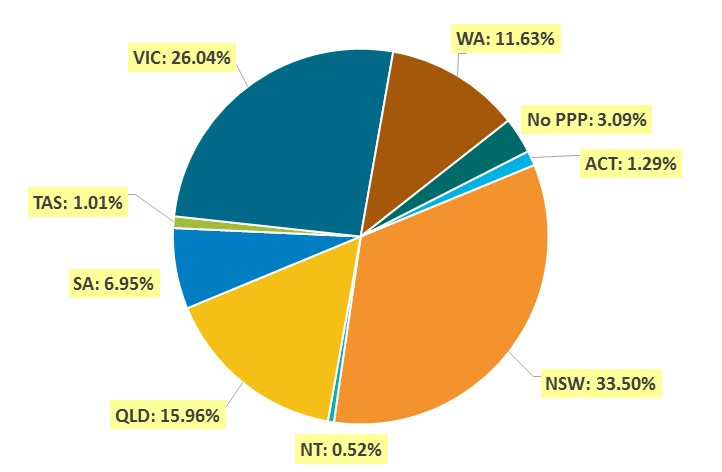 WA: 11.63%
VIC: 26.04%
No PPP: 3.09%
ACT: 1.29%
TAS: 1.01%
SA: 6.95%
NSW: 33.50%
QLD: 15.96%
NT: 0.52%